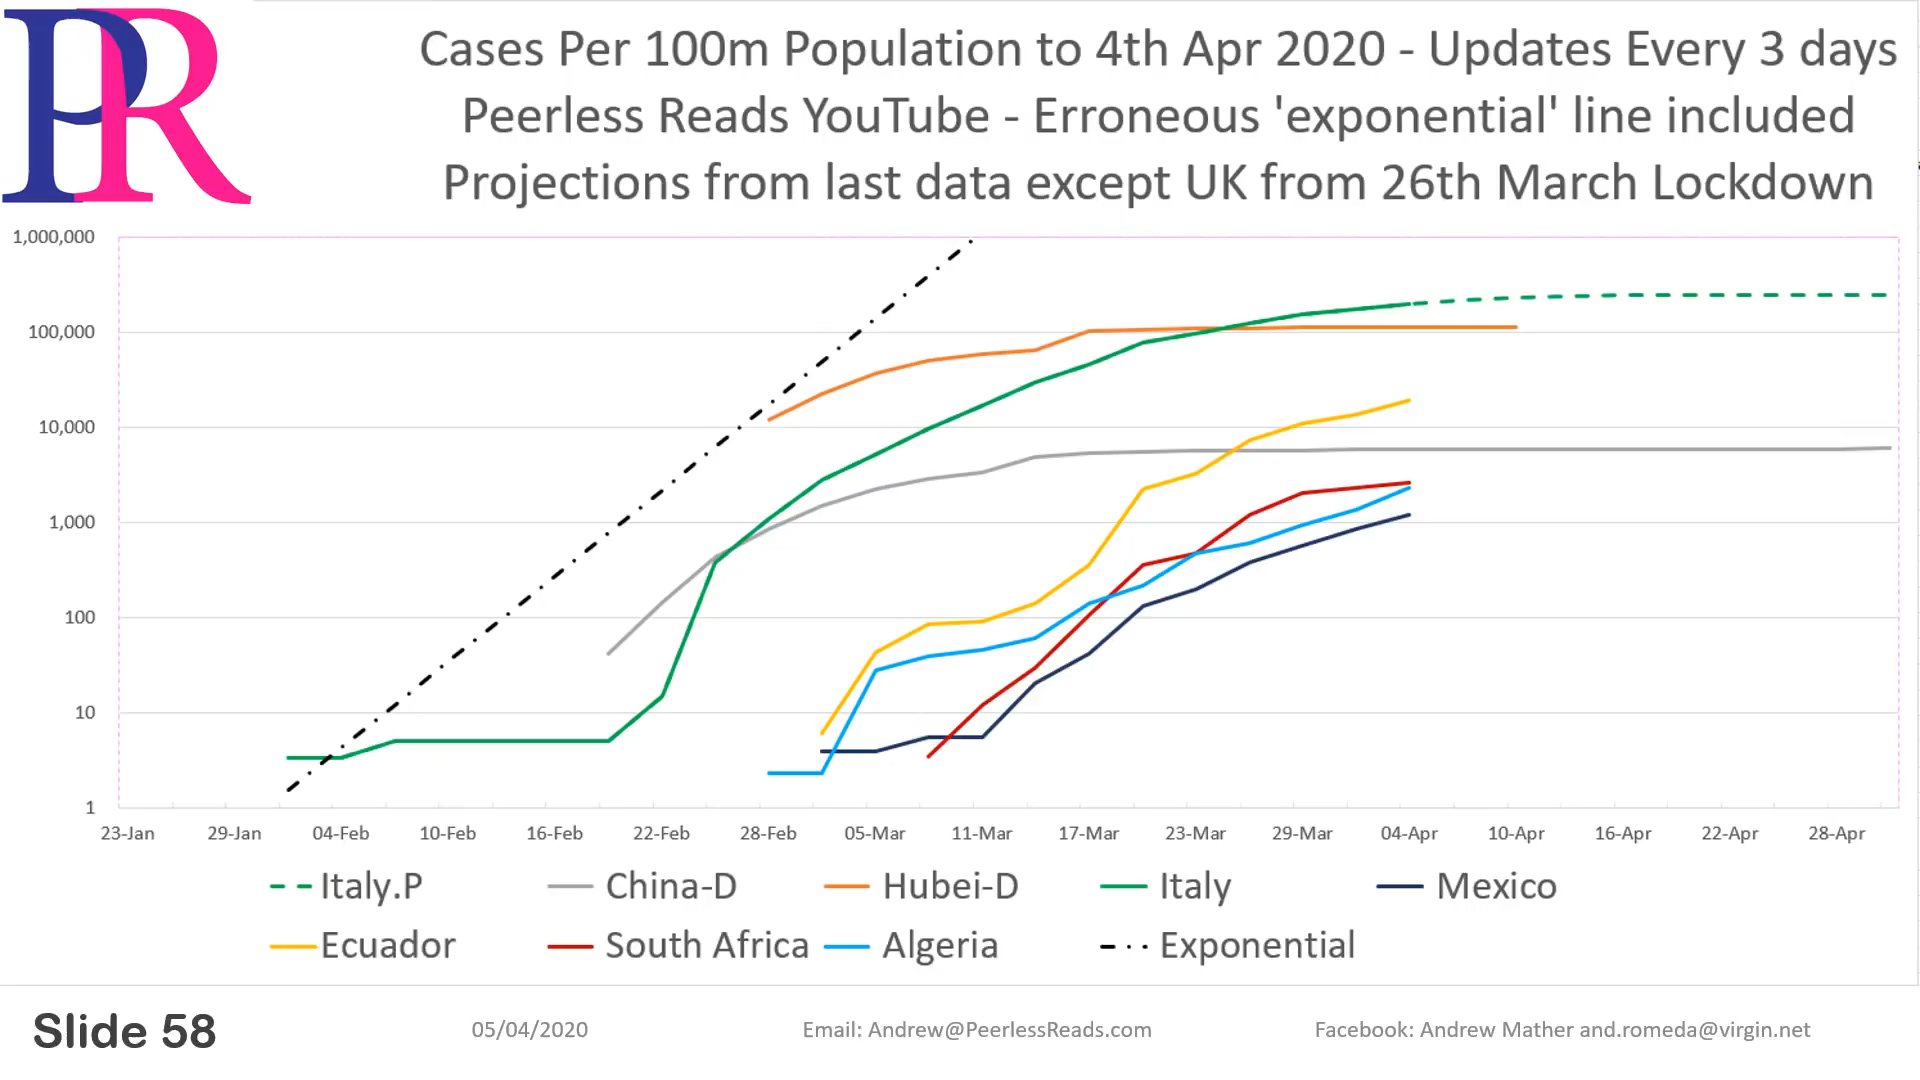 PR
Cases Per 100m Population to 4th Apr 2020 - Updates Every 3 days
Peerless Reads YouTube - Erroneous 'exponential' line included
Projections from last data except UK from 26th March Lockdown
1,000,000
100,000
10,000
1,000
100
10
1
23-Jan 29-Jan 04-Feb 10-Feb 16-Feb 22-Feb 28-Feb 05-Mar 11-Mar 17-Mar 23-Mar 29-Mar 04-Apr 10-Apr 16-Apr 22-Apr 28-Apr
Italy.P China-D Hubei-D Italy Mexico
Ecuador South Africa Algeria Exponential
Slide 58 05/04/2020 Email: Andrew@PeerlessReads.com Facebook: Andrew Mather and.romeda@virgin.net